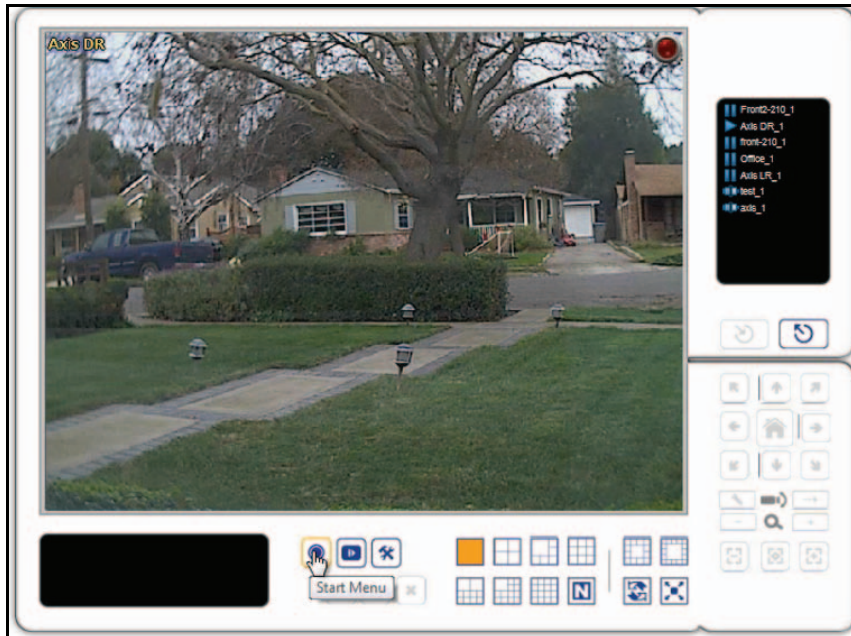 Axis DR
Front2-210_1
Axis DR_1
front-210_1
Office_1
Axis LR_1
test_1
axis_1
Start Menu
N